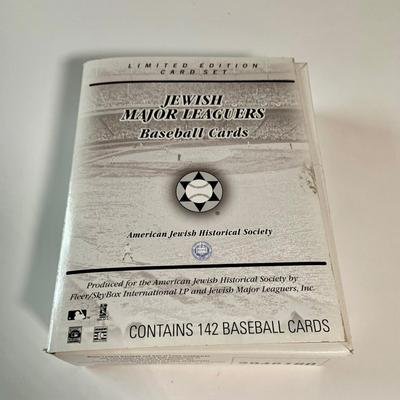 LIMITED EDITION
CARD SET
JEWISH
MAJOR LEAGUERS
Baseball Cards
American Jewish Historical Society
Produced for the American Jewish Historical Society by
Fleer/SkyBox International LP and Jewish Major Leaguers, Inc.
CONTAINS 142 BASEBALL CARDS